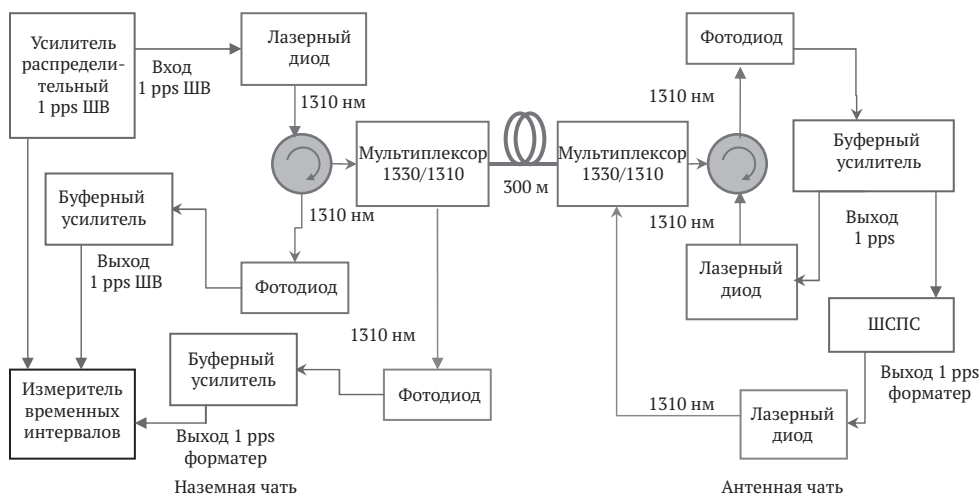 Усилитель
распредели-
тельный
1 pps ШВ
Вход
1 pps ШВ
Лазерный
диод
1310 нм
Мультиплексор
1330/1310
300 м
Мультиплексор
1330/1310
Фотодиод
1310 нм
Буферный
усилитель
1310 нм
Выход
1 pps
Лазерный
диод
ШСПС
Выход 1 pps
форматер
Лазерный
диод
1310 нм
Буферный
усилитель
1310 нм
Выход
1 pps ШВ
Фотодиод
1310 нм
Буферный
усилитель
Фотодиод
Измеритель
временных
интервалов
Выход 1 pps
форматер
Наземная чать
Антенная чать